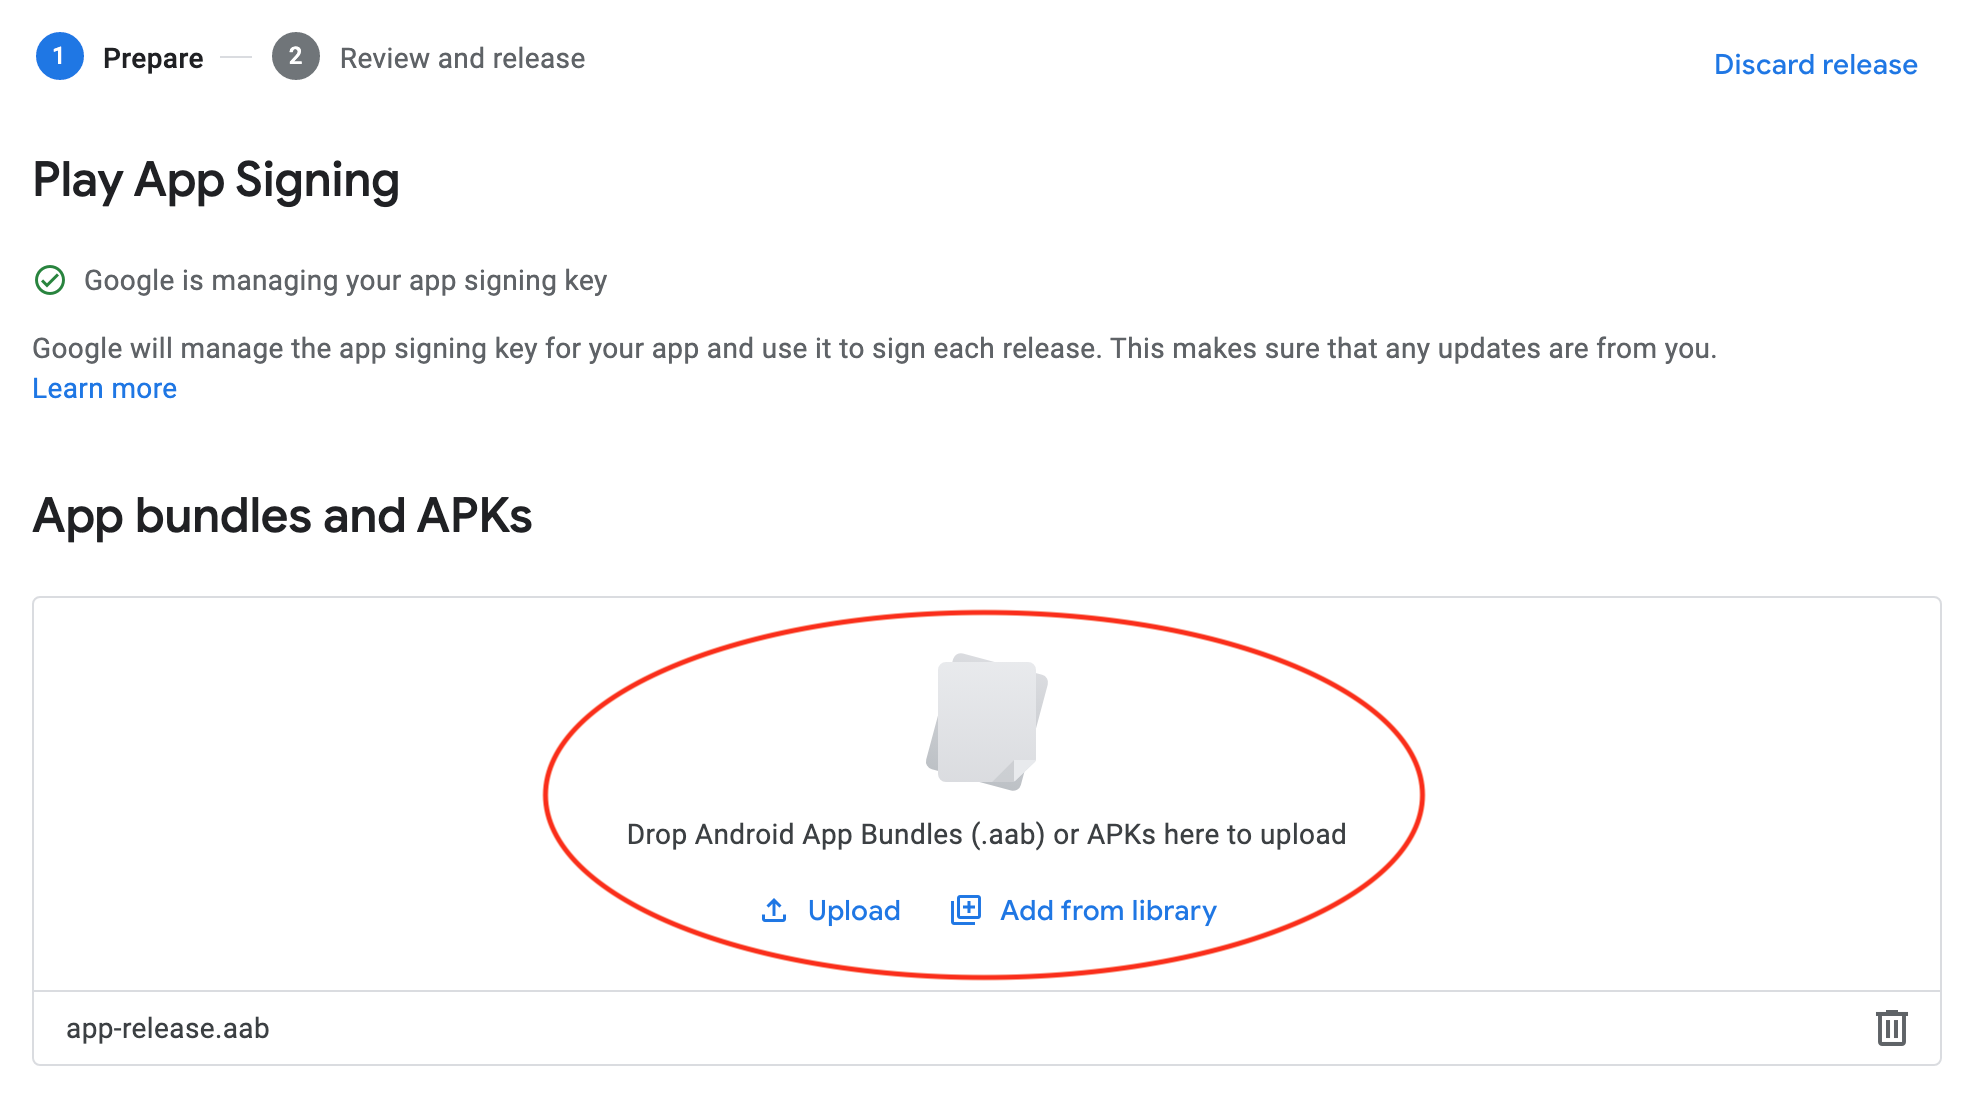 1 Prepare 2 Review and release
Discard release
Play App Signing
Google is managing your app signing key
Google will manage the app signing key for your app and use it to sign each release. This makes sure that any updates are from you.
Learn more
App bundles and APKs
Drop Android App Bundles (.aab) or APKs here to upload
Upload Add from library
app-release.aab